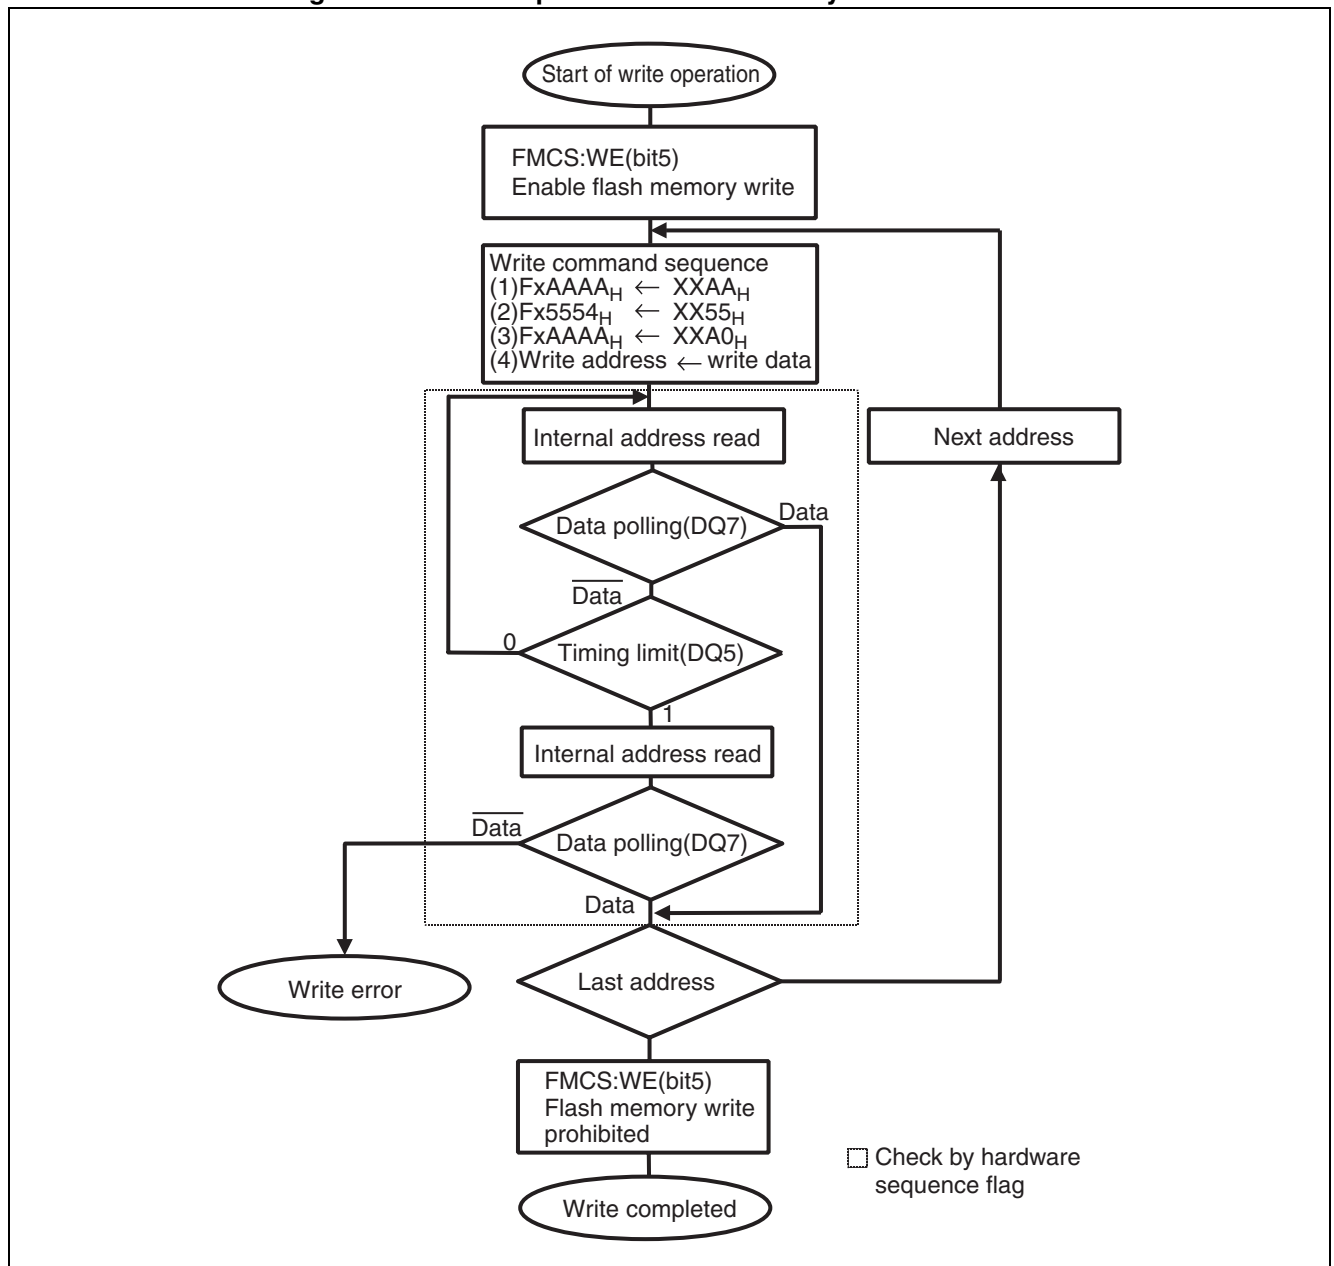 Start of write operation
FMCS:WE(bit5)
Enable flash memory write
Write command sequence
(1)FxAAAAH ← XXAAH
(2)Fx5554H ← XX55H
(3)FxAAAAH ← XXA0H
(4)Write address ← write data
Internal address read
Next address
Data polling(DQ7)
Data
Data
Timing limit(DQ5)
0
1
Internal address read
Data
Data polling(DQ7)
Data
Last address
Write error
FMCS:WE(bit5)
Flash memory write
prohibited
Check by hardware
sequence flag
Write completed